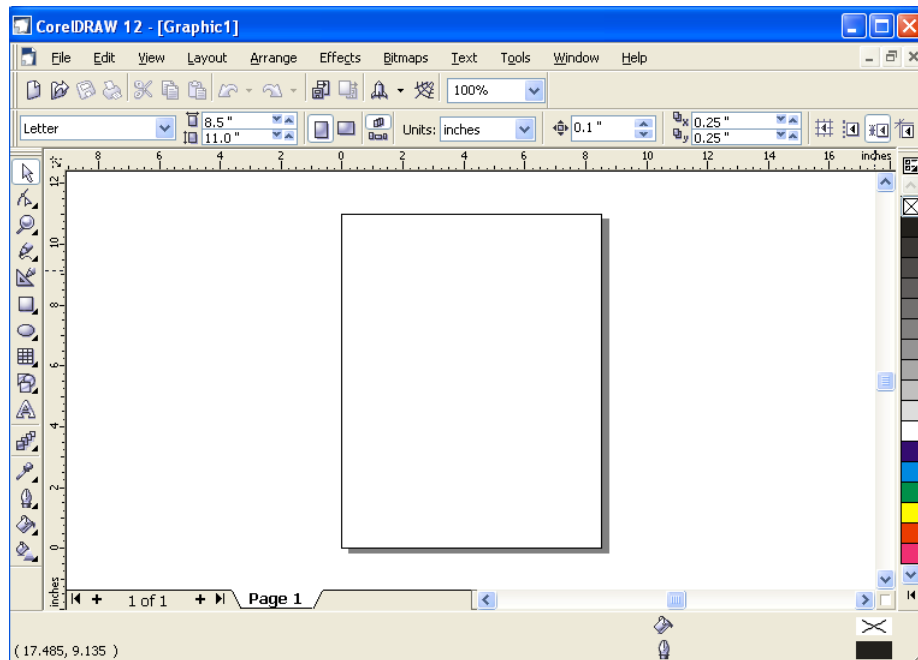 CorelDRAW 12 - [Graphic1]
File Edit View Layout Arrange Effects Bitmaps Text Tools Window Help
100%
Letter 8.5 " 11.0 " Units: inches 0.1 " x 0.25 " y 0.25 "
8 6 4 2 0 2 4 6 8 10 12 14 16 inches
12
10
8
6
4
2
0
inches
1 of 1 Page 1
( 17.485, 9.135 )